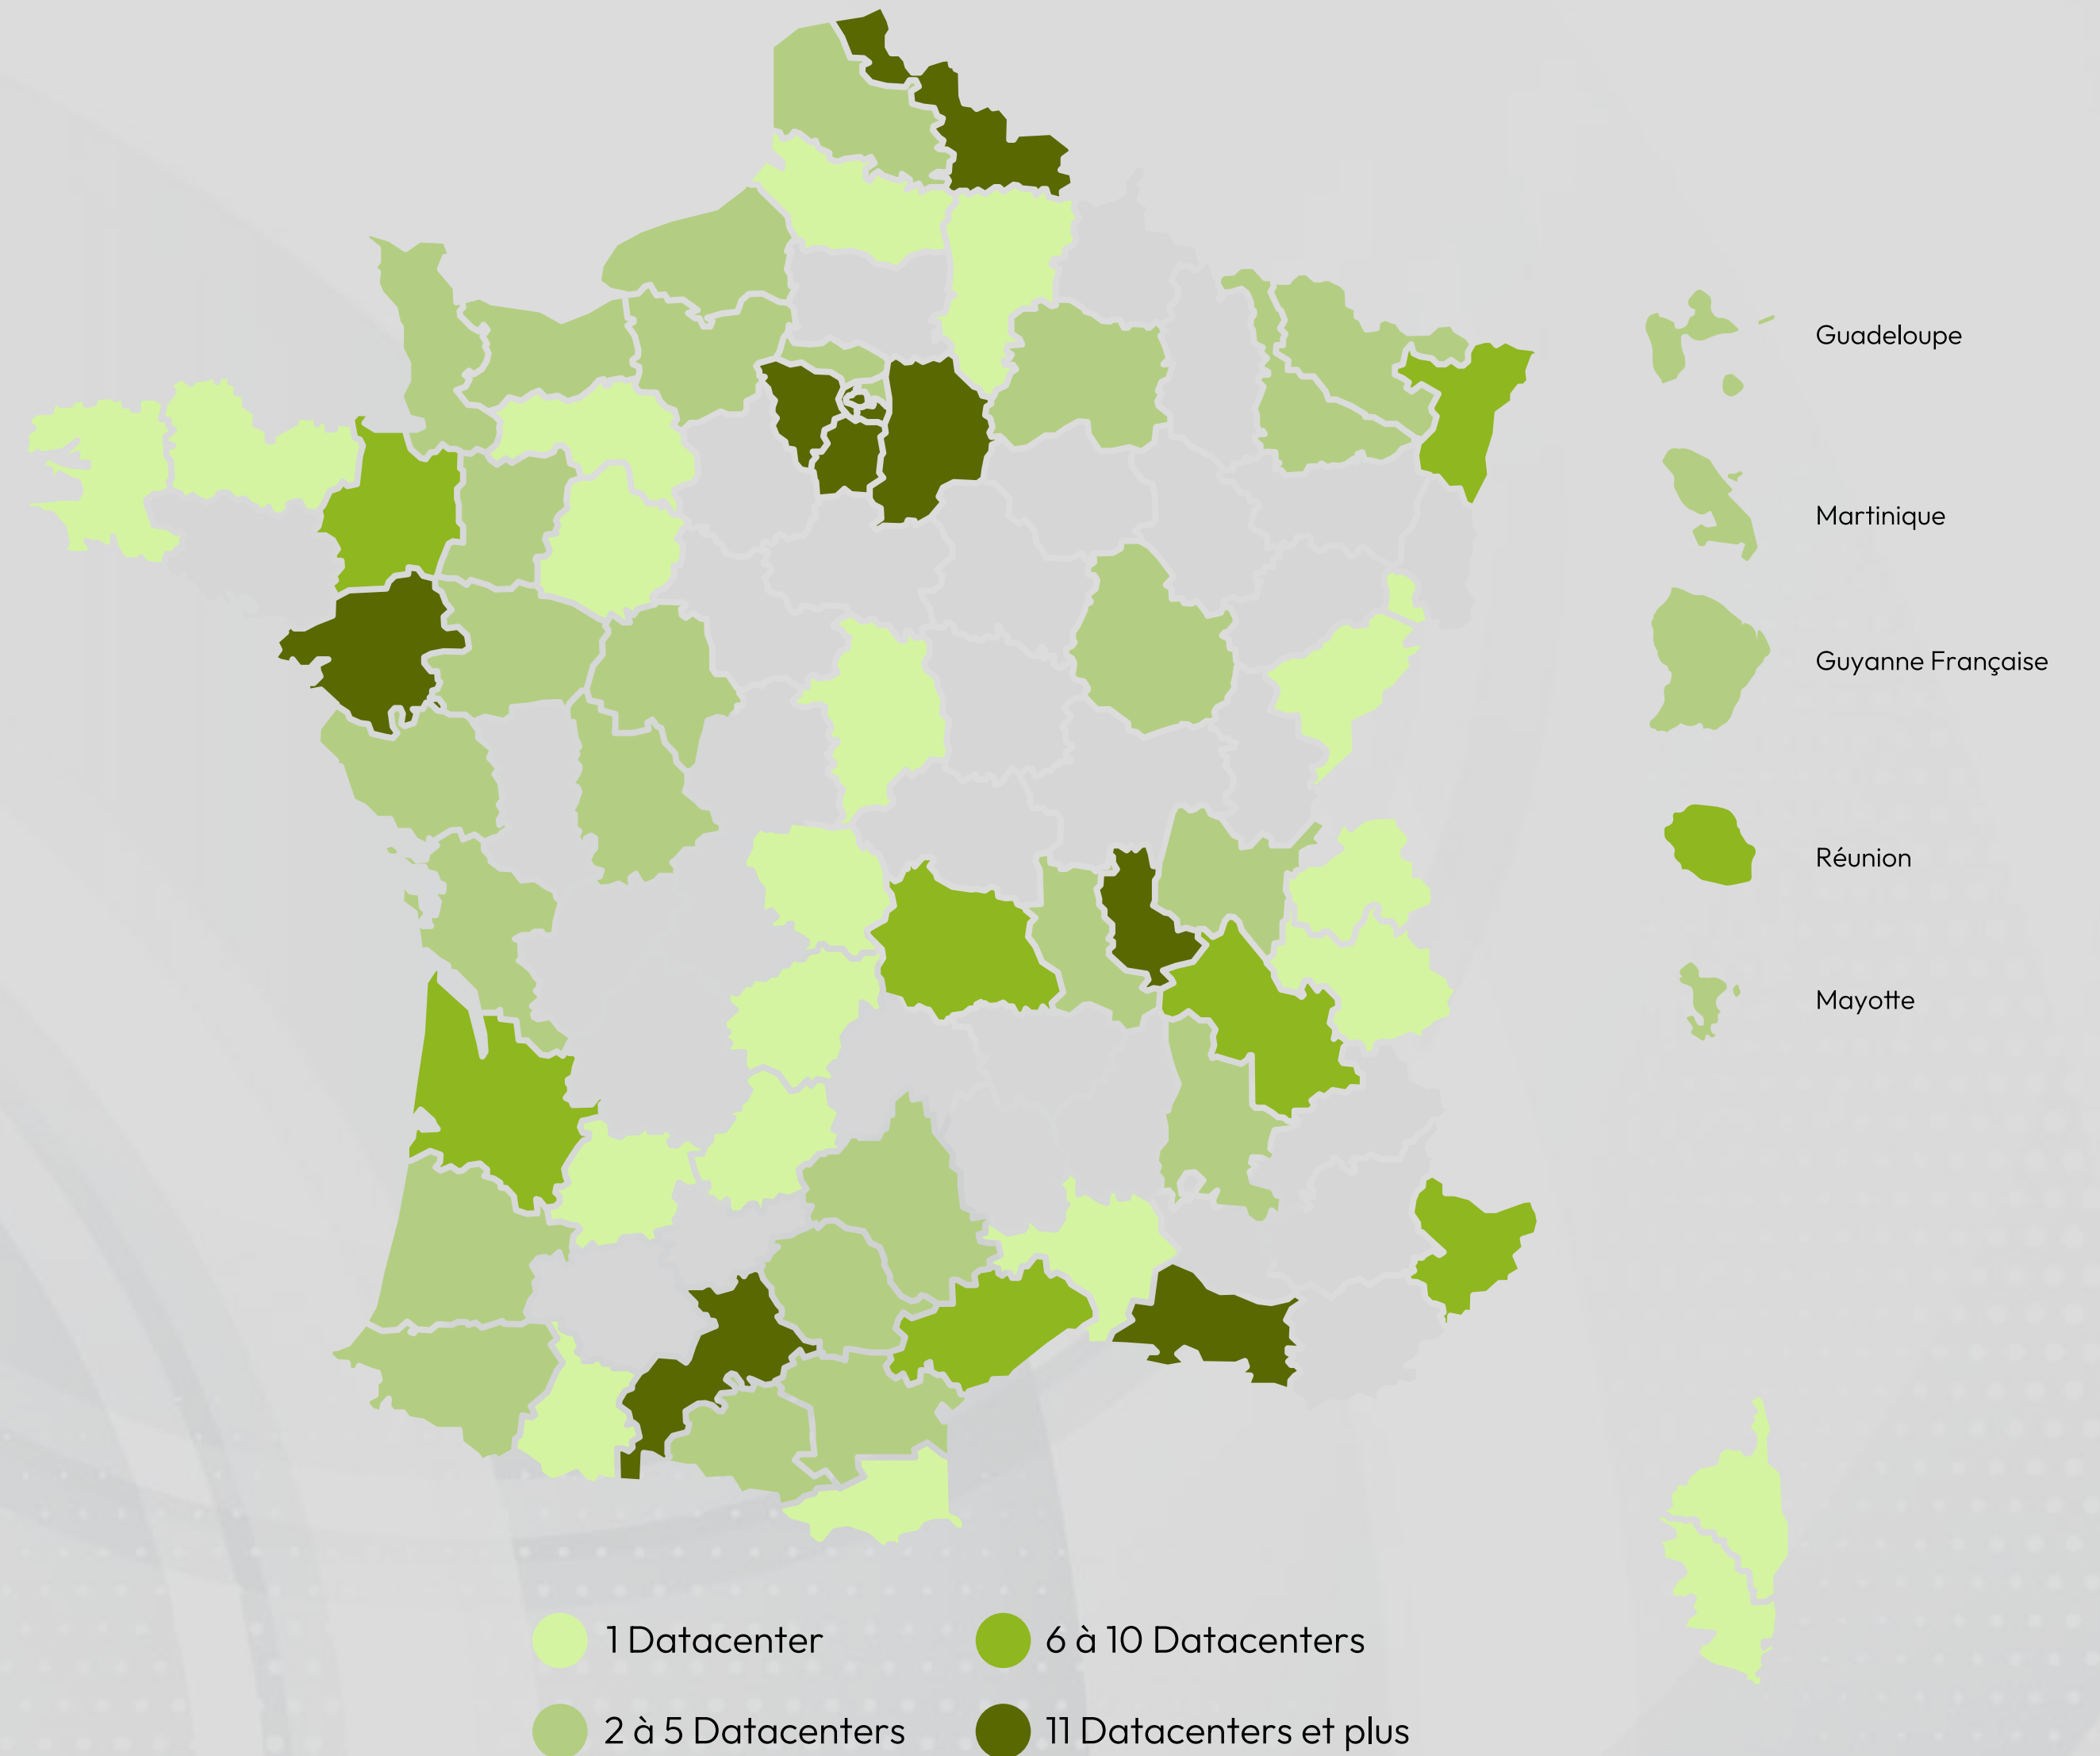 Guadeloupe
Martinique
Guyanne Française
Réunion
Mayotte
1 Datacenter
6 à 10 Datacenters
2 à 5 Datacenters
11 Datacenters et plus